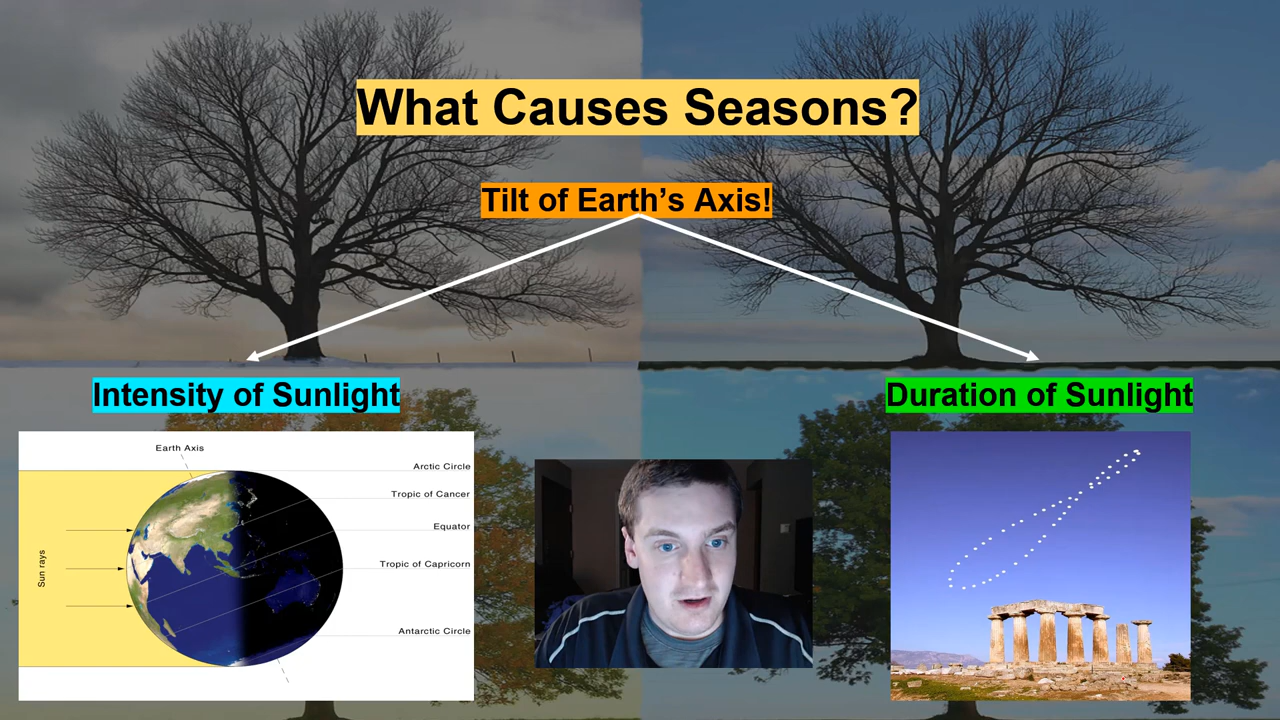 What Causes Seasons?
Tilt of Earth's Axis!
Intensity of Sunlight
Duration of Sunlight
Earth Axis
Arctic Circle
Tropic of Cancer
Equator
Tropic of Capricorn
Antarctic Circle
Sun rays